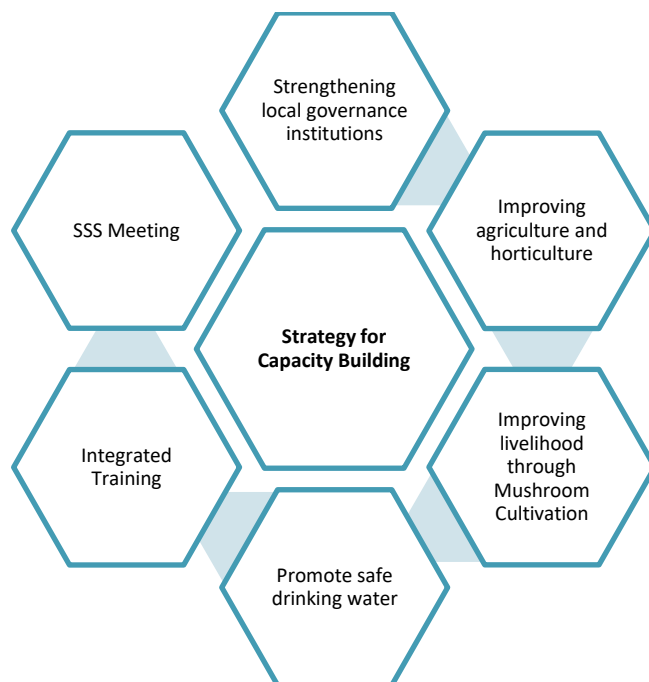 Strengthening
local governance
institutions
Improving
agriculture and
horticulture
Improving
livelihood
through
Mushroom
Cultivation
Promote safe
drinking water
Integrated
Training
SSS Meeting
Strategy for
Capacity Building